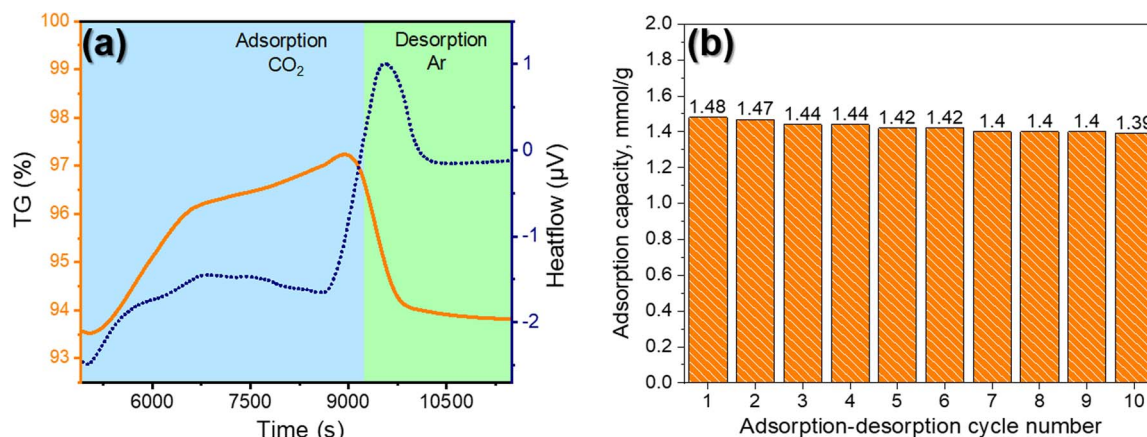 (a)
Adsorption
CO2
Desorption
Ar
100
99
98
97
96
95
94
93
TG (%)
1
0
-1
-2
Heatflow (µV)
6000 7500 9000 10500
Time (s)
(b)
2.0
1.8
1.6
1.4
1.2
1.0
0.8
0.6
0.4
0.2
0.0
Adsorption capacity, mmol/g
1.48 1.47 1.44 1.44 1.42 1.42 1.4 1.4 1.4 1.39
1 2 3 4 5 6 7 8 9 10
Adsorption-desorption cycle number